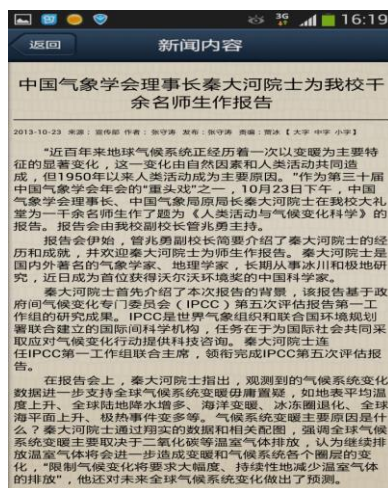 3G 16:19
返回 新闻内容
中国气象学会理事长秦大河院士为我校千
余名师生作报告
2013-10-23 来源：宣传部 作者：张守涛 发布：张守涛 责编：贾冰 【 大字 中字 小字】
“近百年来地球气候系统正经历着一次以变暖为主要特
征的显著变化，这一变化由自然因素和人类活动共同造
成，但1950年以来人类活动成为主要原因。”作为第三十届
中国气象学会年会的“重头戏”之一，10月23日下午，中国
气象学会理事长、中国气象局原局长秦大河院士在我校大礼
堂为一千余名师生作了题为《人类活动与气候变化科学》的
报告。报告会由我校副校长管兆勇主持。
报告会伊始，管兆勇副校长简要介绍了秦大河院士的经
历和成就，并欢迎秦大河院士为师生作报告。秦大河院士是
国内外著名的气象学家、地理学家，长期从事冰川和极地研
究，近日成为首位获得沃尔沃环境奖的中国科学家。
秦大河院士首先介绍了本次报告的背景，该报告基于政
府间气候变化专门委员会（IPCC）第五次评估报告第一工
作组的研究成果。IPCC是世界气象组织和联合国环境规划
署联合建立的国际间科学机构，任务在于为国际社会共同采
取应对气候变化行动提供科技咨询。秦大河院士连
任IPCC第一工作组联合主席，领衔完成IPCC第五次评估报
告。
在报告会上，秦大河院士指出，观测到的气候系统变化
数据进一步支持全球气候系统变暖毋庸置疑，如地表平均温
度上升、全球陆地降水增多、海洋变暖、冰冻圈退化、全球
海平面上升、极热事件变多等。气候系统变暖主要原因是什
么？秦大河院士通过翔实的数据和相关配图，强调全球气候
系统变暖主要取决于二氧化碳等温室气体排放，认为继续排
放温室气体将会进一步造成变暖和气候系统各个圈层的变
化，“限制气候变化将要求大幅度、持续性地减少温室气体
的排放”，他还对未来全球气候系统变化做出了预测。